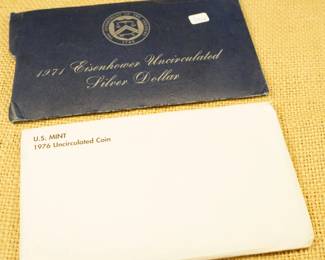 1971 Eisenhower Uncirculated
Silver Dollar
U.S. MINT
1976 Uncirculated Coin